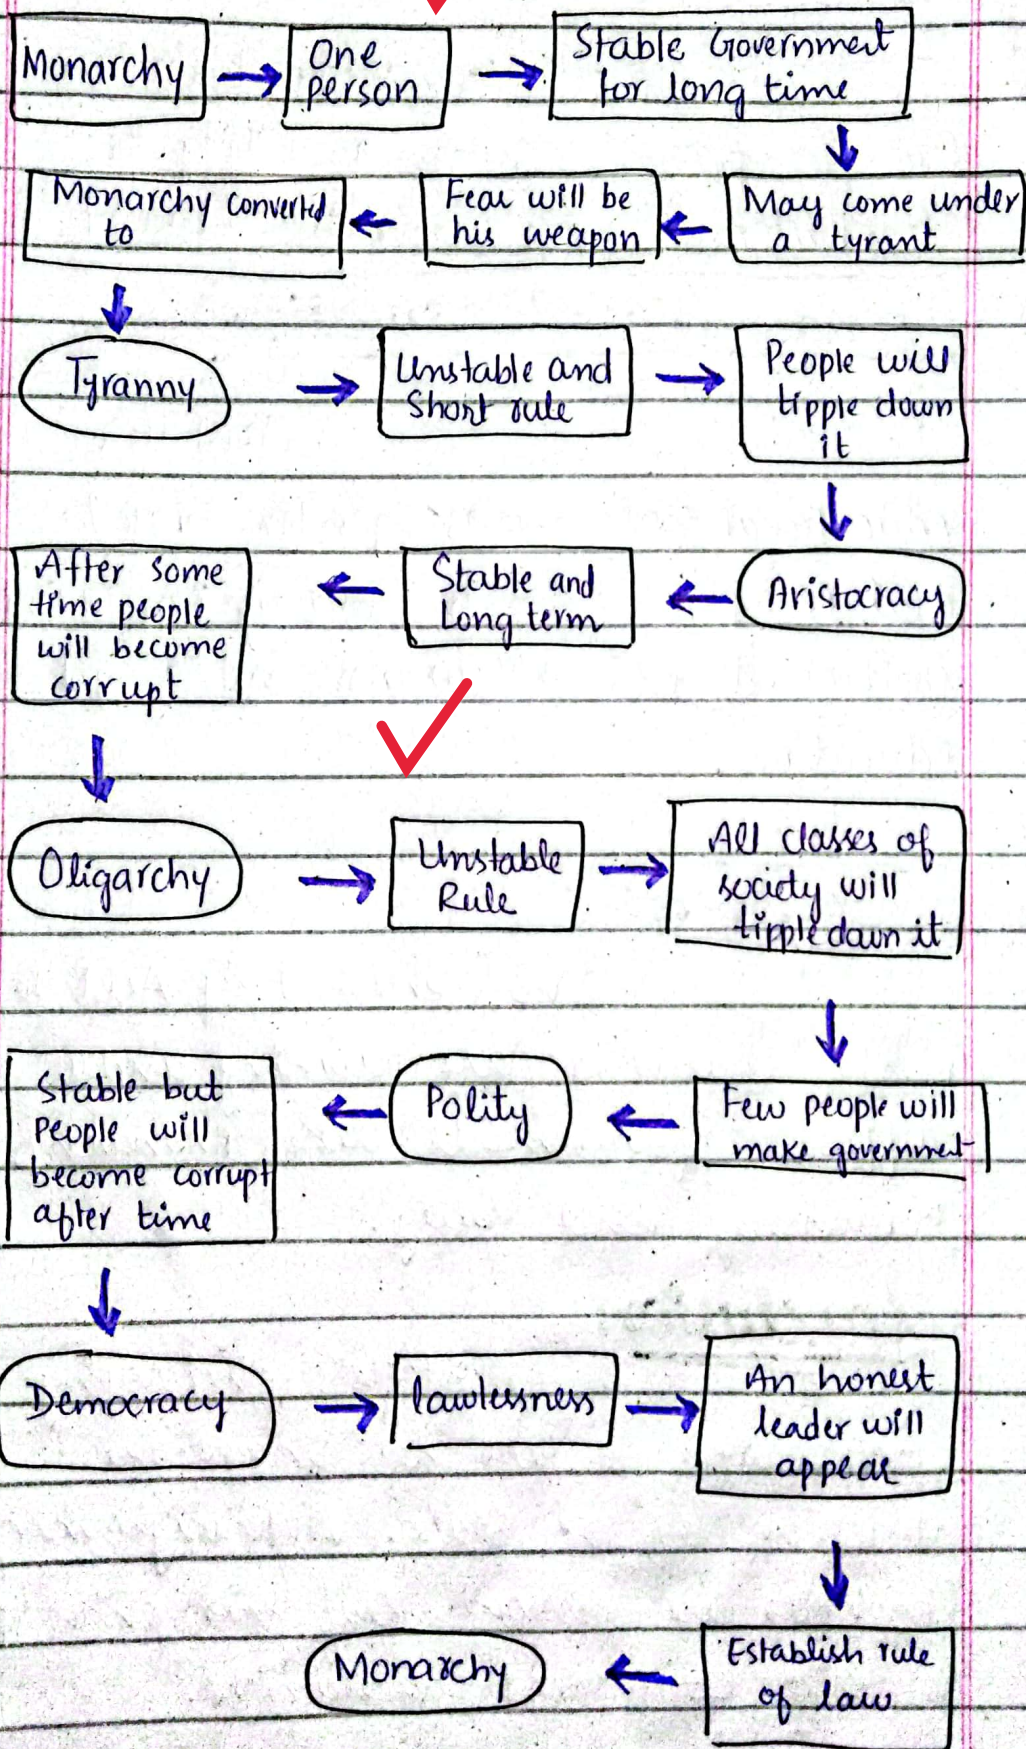 Monarchy
One
person
Stable Government
for long time
May come under
a tyrant
Fear will be
his weapon
Monarchy converted
to
Tyranny
Unstable and
Short rule
People will
tipple down
it
Aristocracy
Stable and
Long term
After some
time people
will become
corrupt
Oligarchy
Unstable
Rule
All classes of
society will
tipple down it
Few people will
make government
Polity
Stable but
People will
become corrupt
after time
Democracy
lawlessness
An honest
leader will
appear
Establish rule
of law
Monarchy